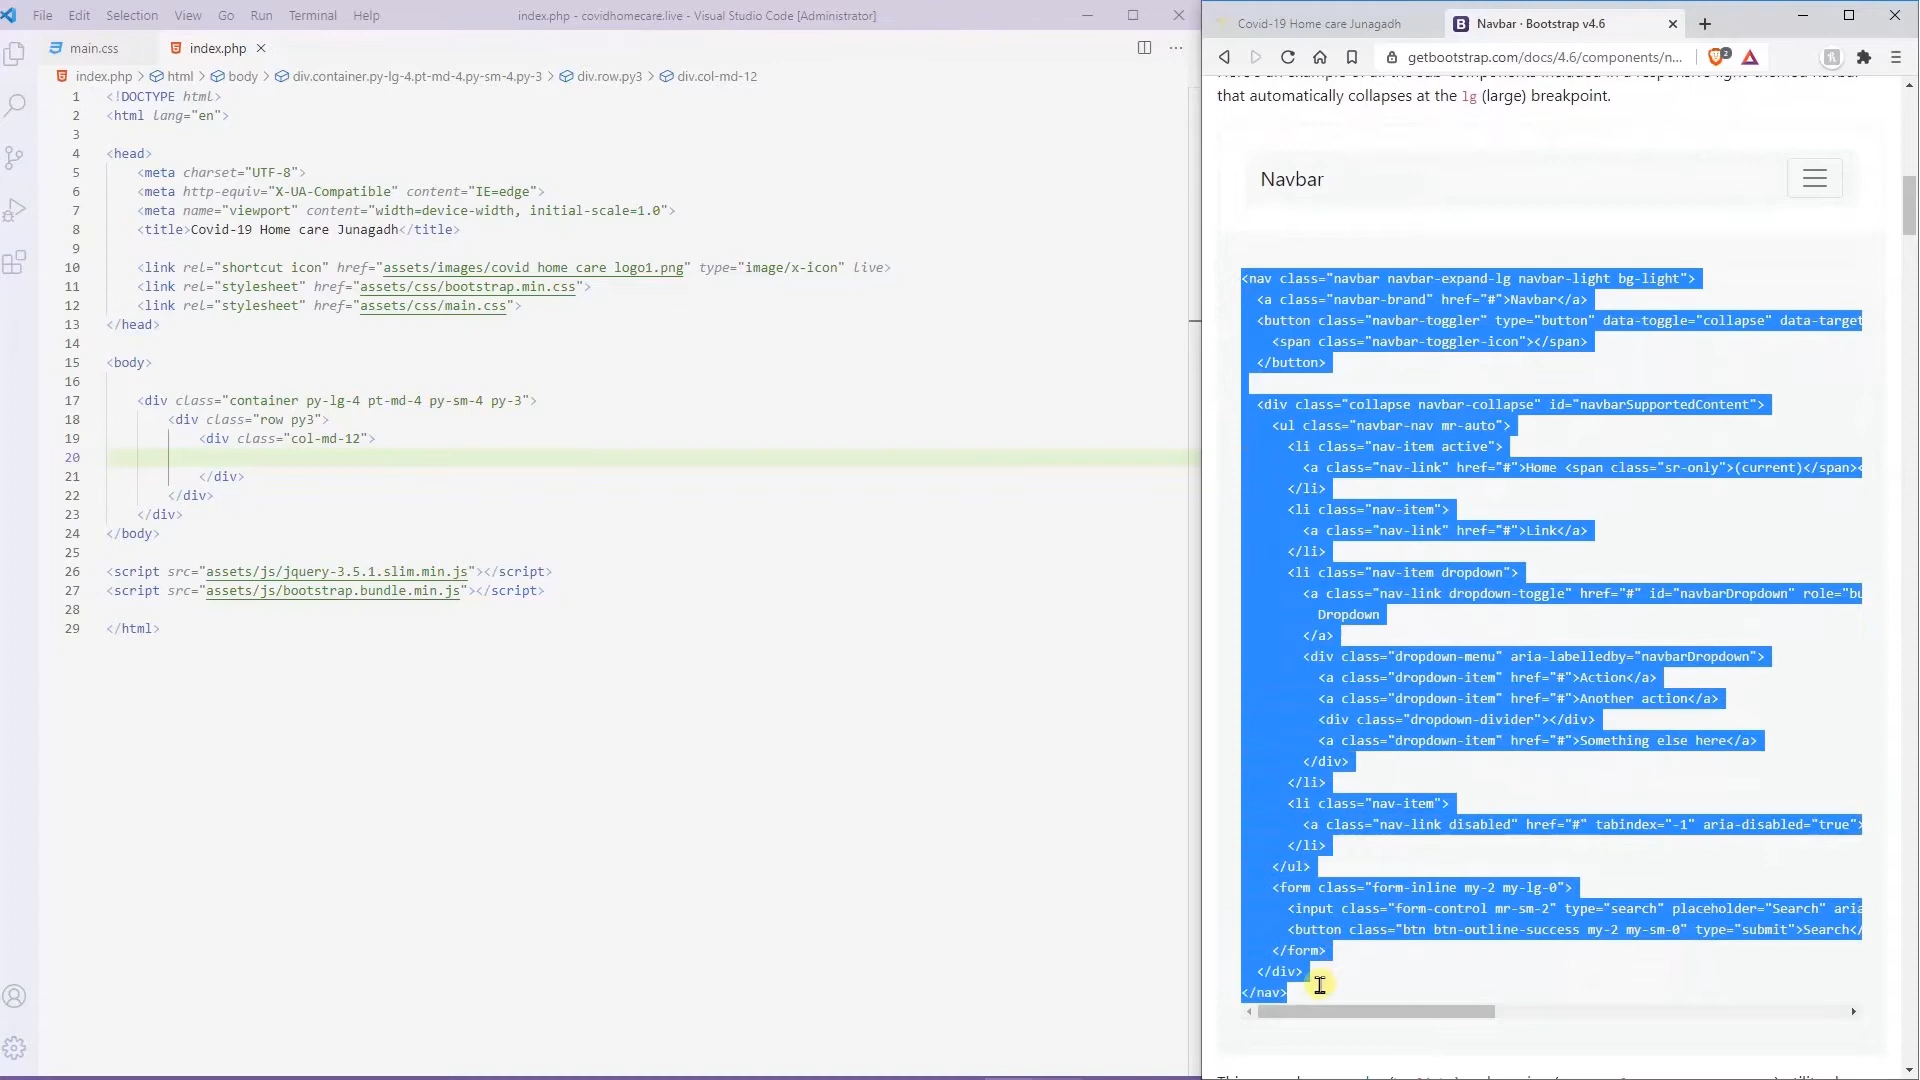 File Edit Selection View Go Run Terminal Help
index.php - covidhomecare.live - Visual Studio Code [Administrator]
main.css index.php
index.php > html > body > div.container.py-lg-4.pt-md-4.py-sm-4.py-3 > div.row.py3 > div.col-md-12
1 <!DOCTYPE html>
2 <html lang="en">
3
4 <head>
5 <meta charset="UTF-8">
6 <meta http-equiv="X-UA-Compatible" content="IE=edge">
7 <meta name="viewport" content="width=device-width, initial-scale=1.0">
8 <title>Covid-19 Home care Junagadh</title>
9
10 <link rel="shortcut icon" href="assets/images/covid home care logo1.png" type="image/x-icon" live>
11 <link rel="stylesheet" href="assets/css/bootstrap.min.css">
12 <link rel="stylesheet" href="assets/css/main.css">
13 </head>
14
15 <body>
16
17 <div class="container py-lg-4 pt-md-4 py-sm-4 py-3">
18 <div class="row py3">
19 <div class="col-md-12">
20
21 </div>
22 </div>
23 </div>
24 </body>
25
26 <script src="assets/js/jquery-3.5.1.slim.min.js"></script>
27 <script src="assets/js/bootstrap.bundle.min.js"></script>
28
29 </html>
Covid-19 Home care Junagadh
Navbar · Bootstrap v4.6
getbootstrap.com/docs/4.6/components/n...
2
Here's an example of all the sub-components included in a responsive light-themed navbar
that automatically collapses at the lg (large) breakpoint.
Navbar
<nav class="navbar navbar-expand-lg navbar-light bg-light">
<a class="navbar-brand" href="#">Navbar</a>
<button class="navbar-toggler" type="button" data-toggle="collapse" data-target
<span class="navbar-toggler-icon"></span>
</button>
<div class="collapse navbar-collapse" id="navbarSupportedContent">
<ul class="navbar-nav mr-auto">
<li class="nav-item active">
<a class="nav-link" href="#">Home <span class="sr-only">(current)</span><
</li>
<li class="nav-item">
<a class="nav-link" href="#">Link</a>
</li>
<li class="nav-item dropdown">
<a class="nav-link dropdown-toggle" href="#" id="navbarDropdown" role="bu
Dropdown
</a>
<div class="dropdown-menu" aria-labelledby="navbarDropdown">
<a class="dropdown-item" href="#">Action</a>
<a class="dropdown-item" href="#">Another action</a>
<div class="dropdown-divider"></div>
<a class="dropdown-item" href="#">Something else here</a>
</div>
</li>
<li class="nav-item">
<a class="nav-link disabled" href="#" tabindex="-1" aria-disabled="true">
</li>
</ul>
<form class="form-inline my-2 my-lg-0">
<input class="form-control mr-sm-2" type="search" placeholder="Search" aria
<button class="btn btn-outline-success my-2 my-sm-0" type="submit">Search</
</form>
</div>
</nav>